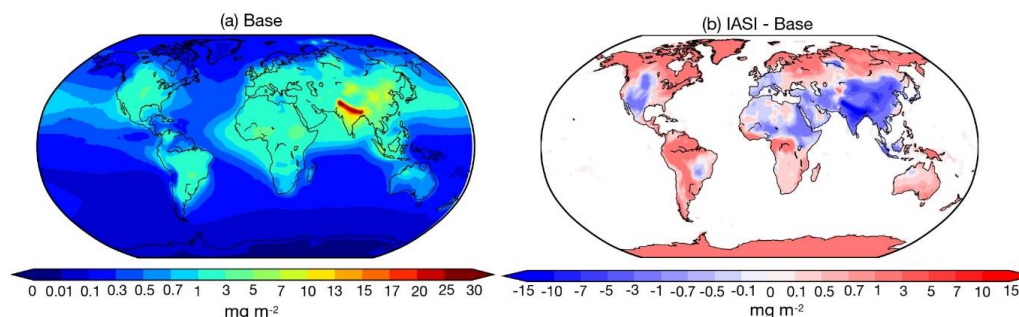 (a) Base
(b) IASI - Base
0 0.01 0.1 0.3 0.5 0.7 1 3 5 7 10 13 15 17 20 25 30
mg m⁻²
-15 -10 -7 -5 -3 -1 -0.7 -0.5 -0.1 0 0.1 0.5 0.7 1 3 5 7 10 15
mg m⁻²